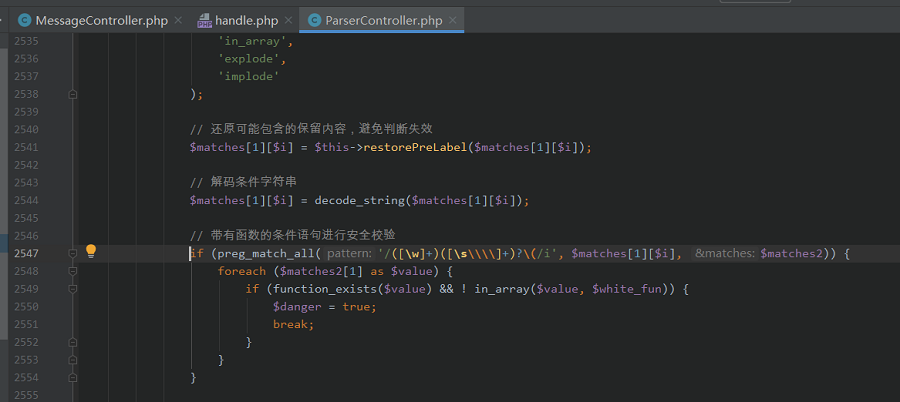 MessageController.php × handle.php × ParserController.php ×
2535 'in_array',
2536 'explode',
2537 'implode'
2538 );
2539
2540 // 还原可能包含的保留内容，避免判断失效
2541 $matches[1][$i] = $this->restorePreLabel($matches[1][$i]);
2542
2543 // 解码条件字符串
2544 $matches[1][$i] = decode_string($matches[1][$i]);
2545
2546 // 带有函数的条件语句进行安全校验
2547 if (preg_match_all( pattern: '/([\w]+)([\s\\\\]+)?\(/i', $matches[1][$i], &matches: $matches2)) {
2548 foreach ($matches2[1] as $value) {
2549 if (function_exists($value) && ! in_array($value, $white_fun)) {
2550 $danger = true;
2551 break;
2552 }
2553 }
2554 }
2555